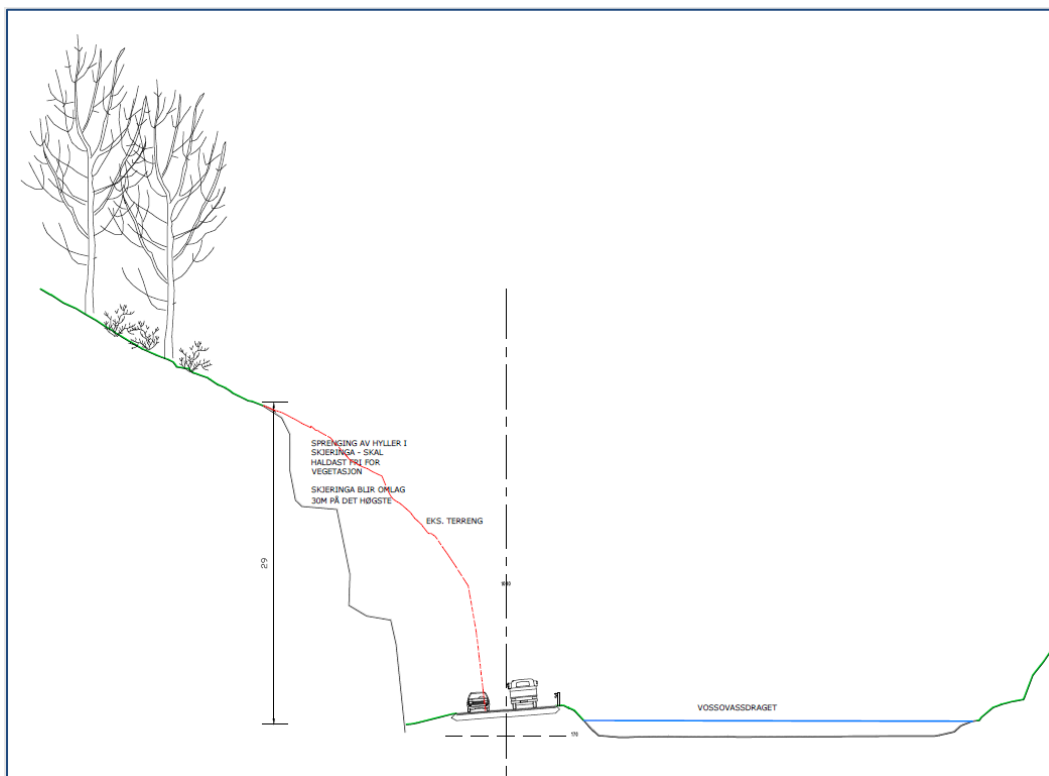 SPRENGING AV HYLLER I
SKJERINGA - SKAL
HALDAST FRI FOR
VEGETASJON
SKJERINGA BLIR OMLAG
30M PÅ DET HØGSTE
EKS. TERRENG
29
VOSSOVASSDRAGET